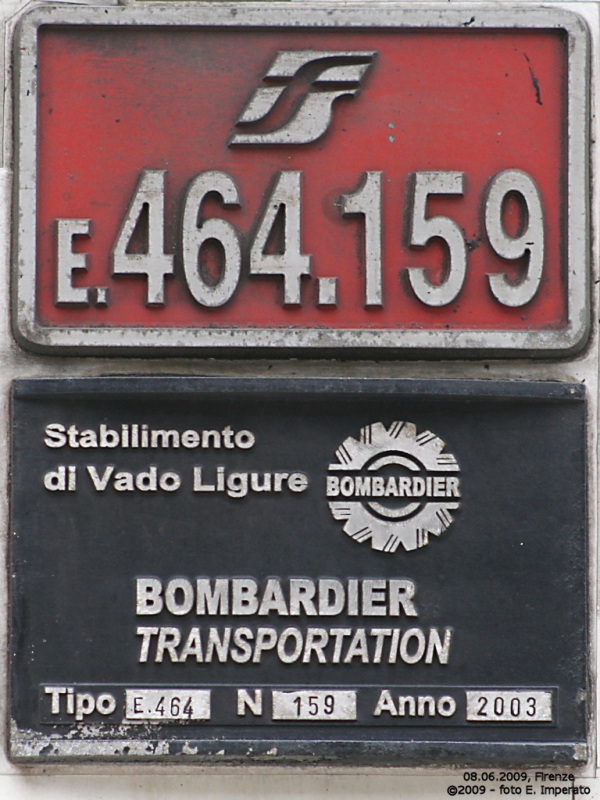 E.464.159
Stabilimento
di Vado Ligure
BOMBARDIER
BOMBARDIER
TRANSPORTATION
Tipo E.464 N 159 Anno 2003
08.06.2009, Firenze
©2009 - foto E. Imperato